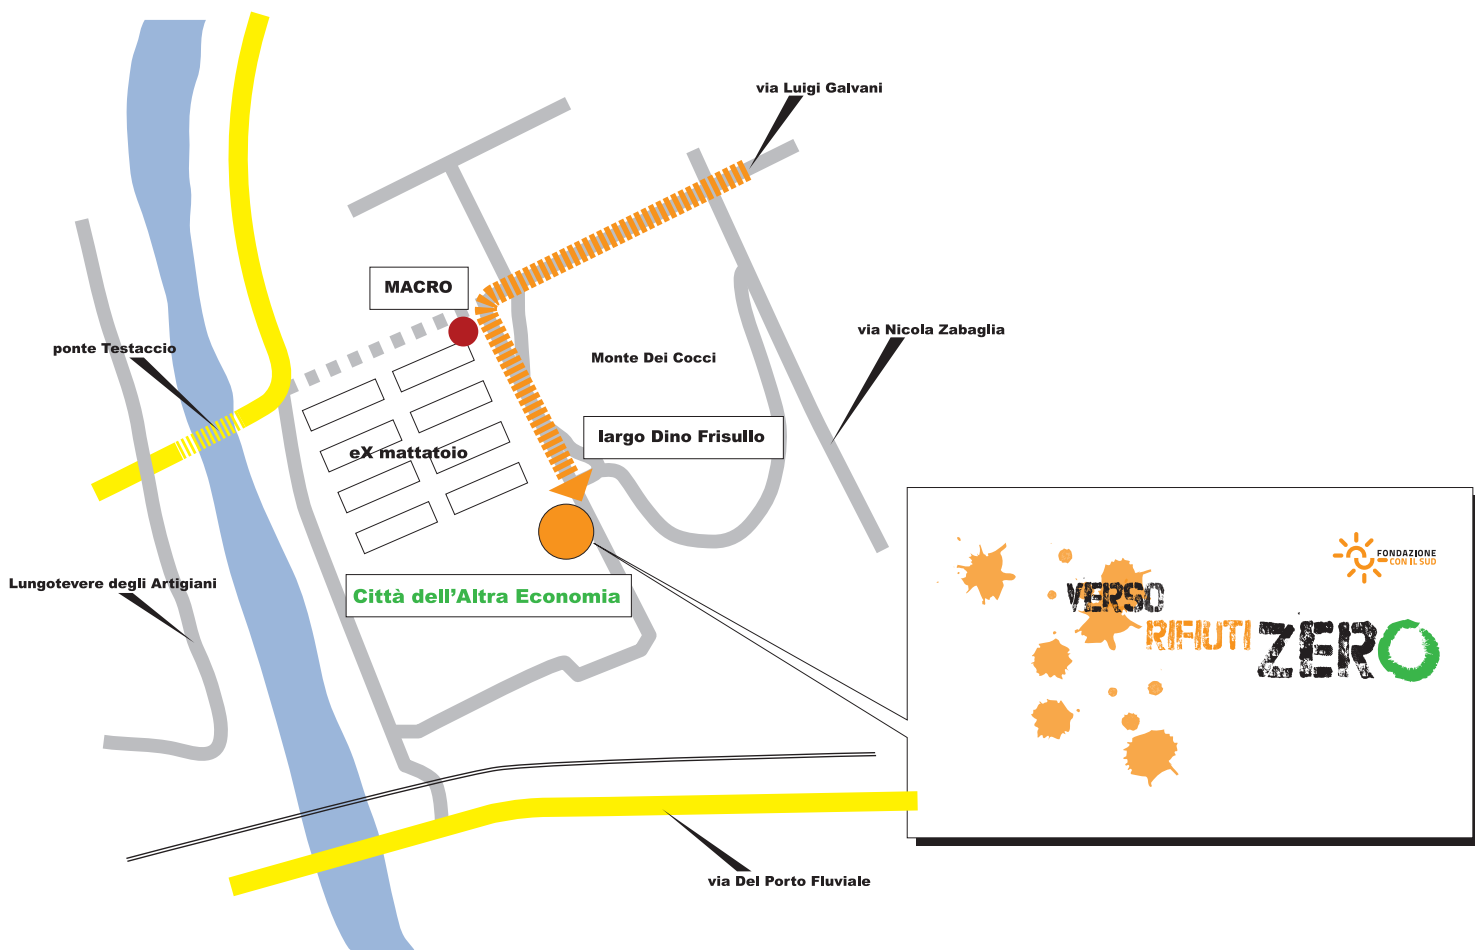 via Luigi Galvani
MACRO
via Nicola Zabaglia
ponte Testaccio
Monte Dei Cocci
largo Dino Frisullo
eX mattatoio
FONDAZIONE
CON IL SUD
Lungotevere degli Artigiani
Città dell'Altra Economia
VERSO
RIFIUTI ZERO
via Del Porto Fluviale